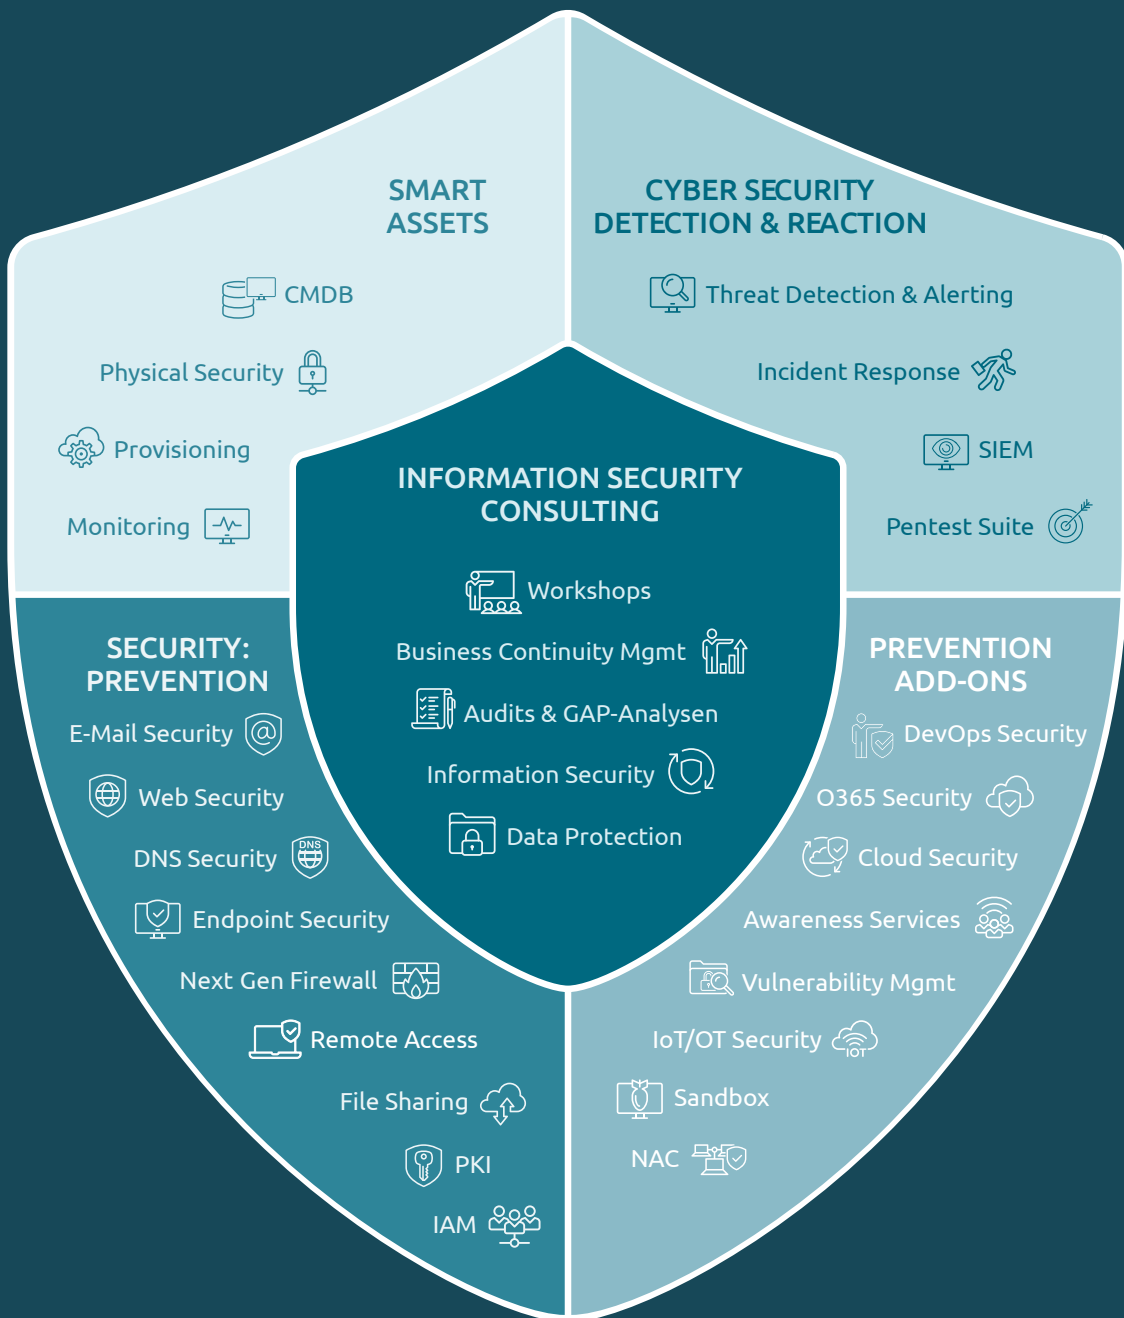 SMART
ASSETS
CMDB
Physical Security
Provisioning
Monitoring
CYBER SECURITY
DETECTION & REACTION
Threat Detection & Alerting
Incident Response
SIEM
Pentest Suite
INFORMATION SECURITY
CONSULTING
Workshops
Business Continuity Mgmt
Audits & GAP-Analysen
Information Security
Data Protection
SECURITY:
PREVENTION
E-Mail Security
@
Web Security
DNS Security
DNS
Endpoint Security
Next Gen Firewall
Remote Access
File Sharing
PKI
IAM
PREVENTION
ADD-ONS
DevOps Security
O365 Security
Cloud Security
Awareness Services
Vulnerability Mgmt
IoT/OT Security
IOT
Sandbox
NAC